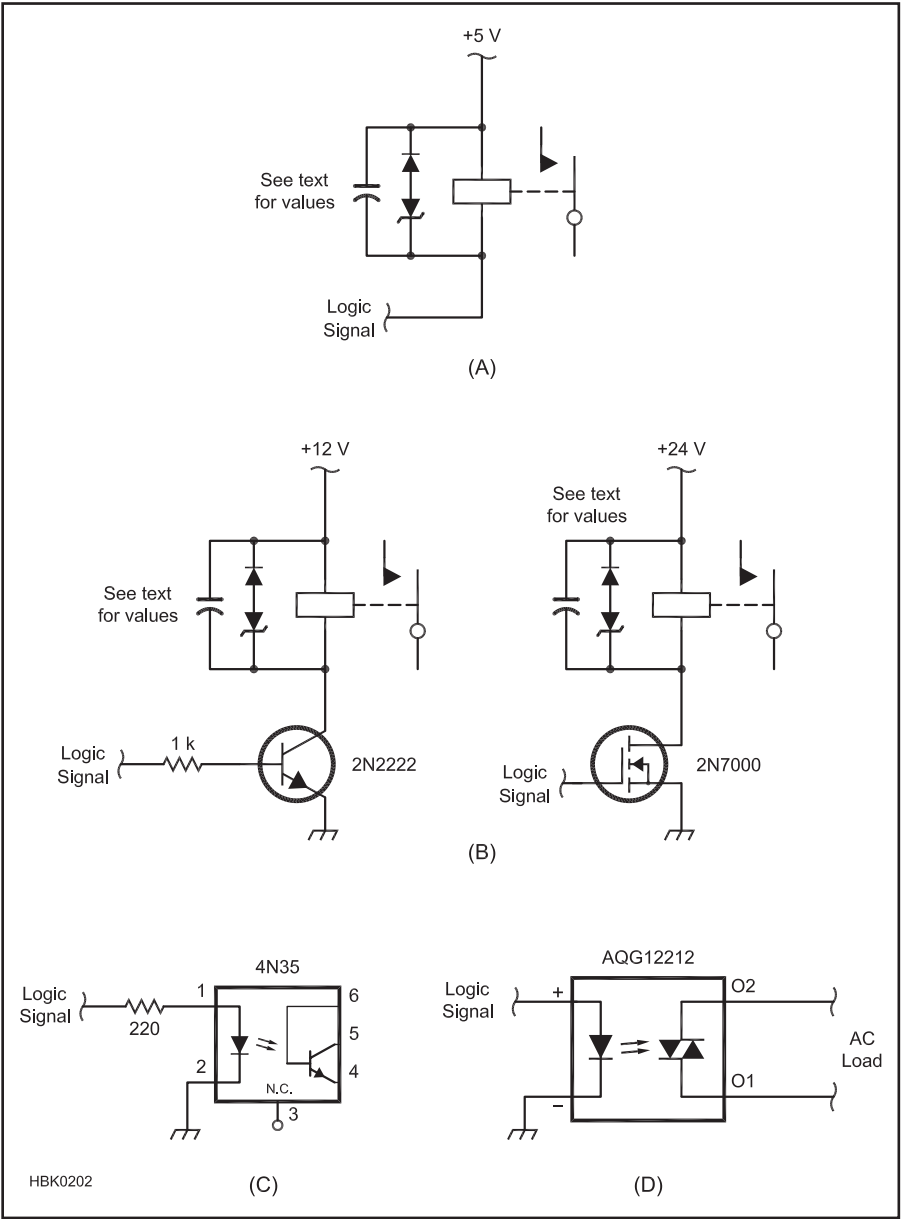 +5 V
See text
for values
Logic
Signal
(A)
+12 V
See text
for values
1 k
Logic
Signal
2N2222
+24 V
See text
for values
Logic
Signal
2N7000
(B)
4N35
Logic
Signal
220
1
2
N.C.
3
6
5
4
(C)
AQG12212
Logic
Signal
+
–
O2
O1
AC
Load
(D)
HBK0202